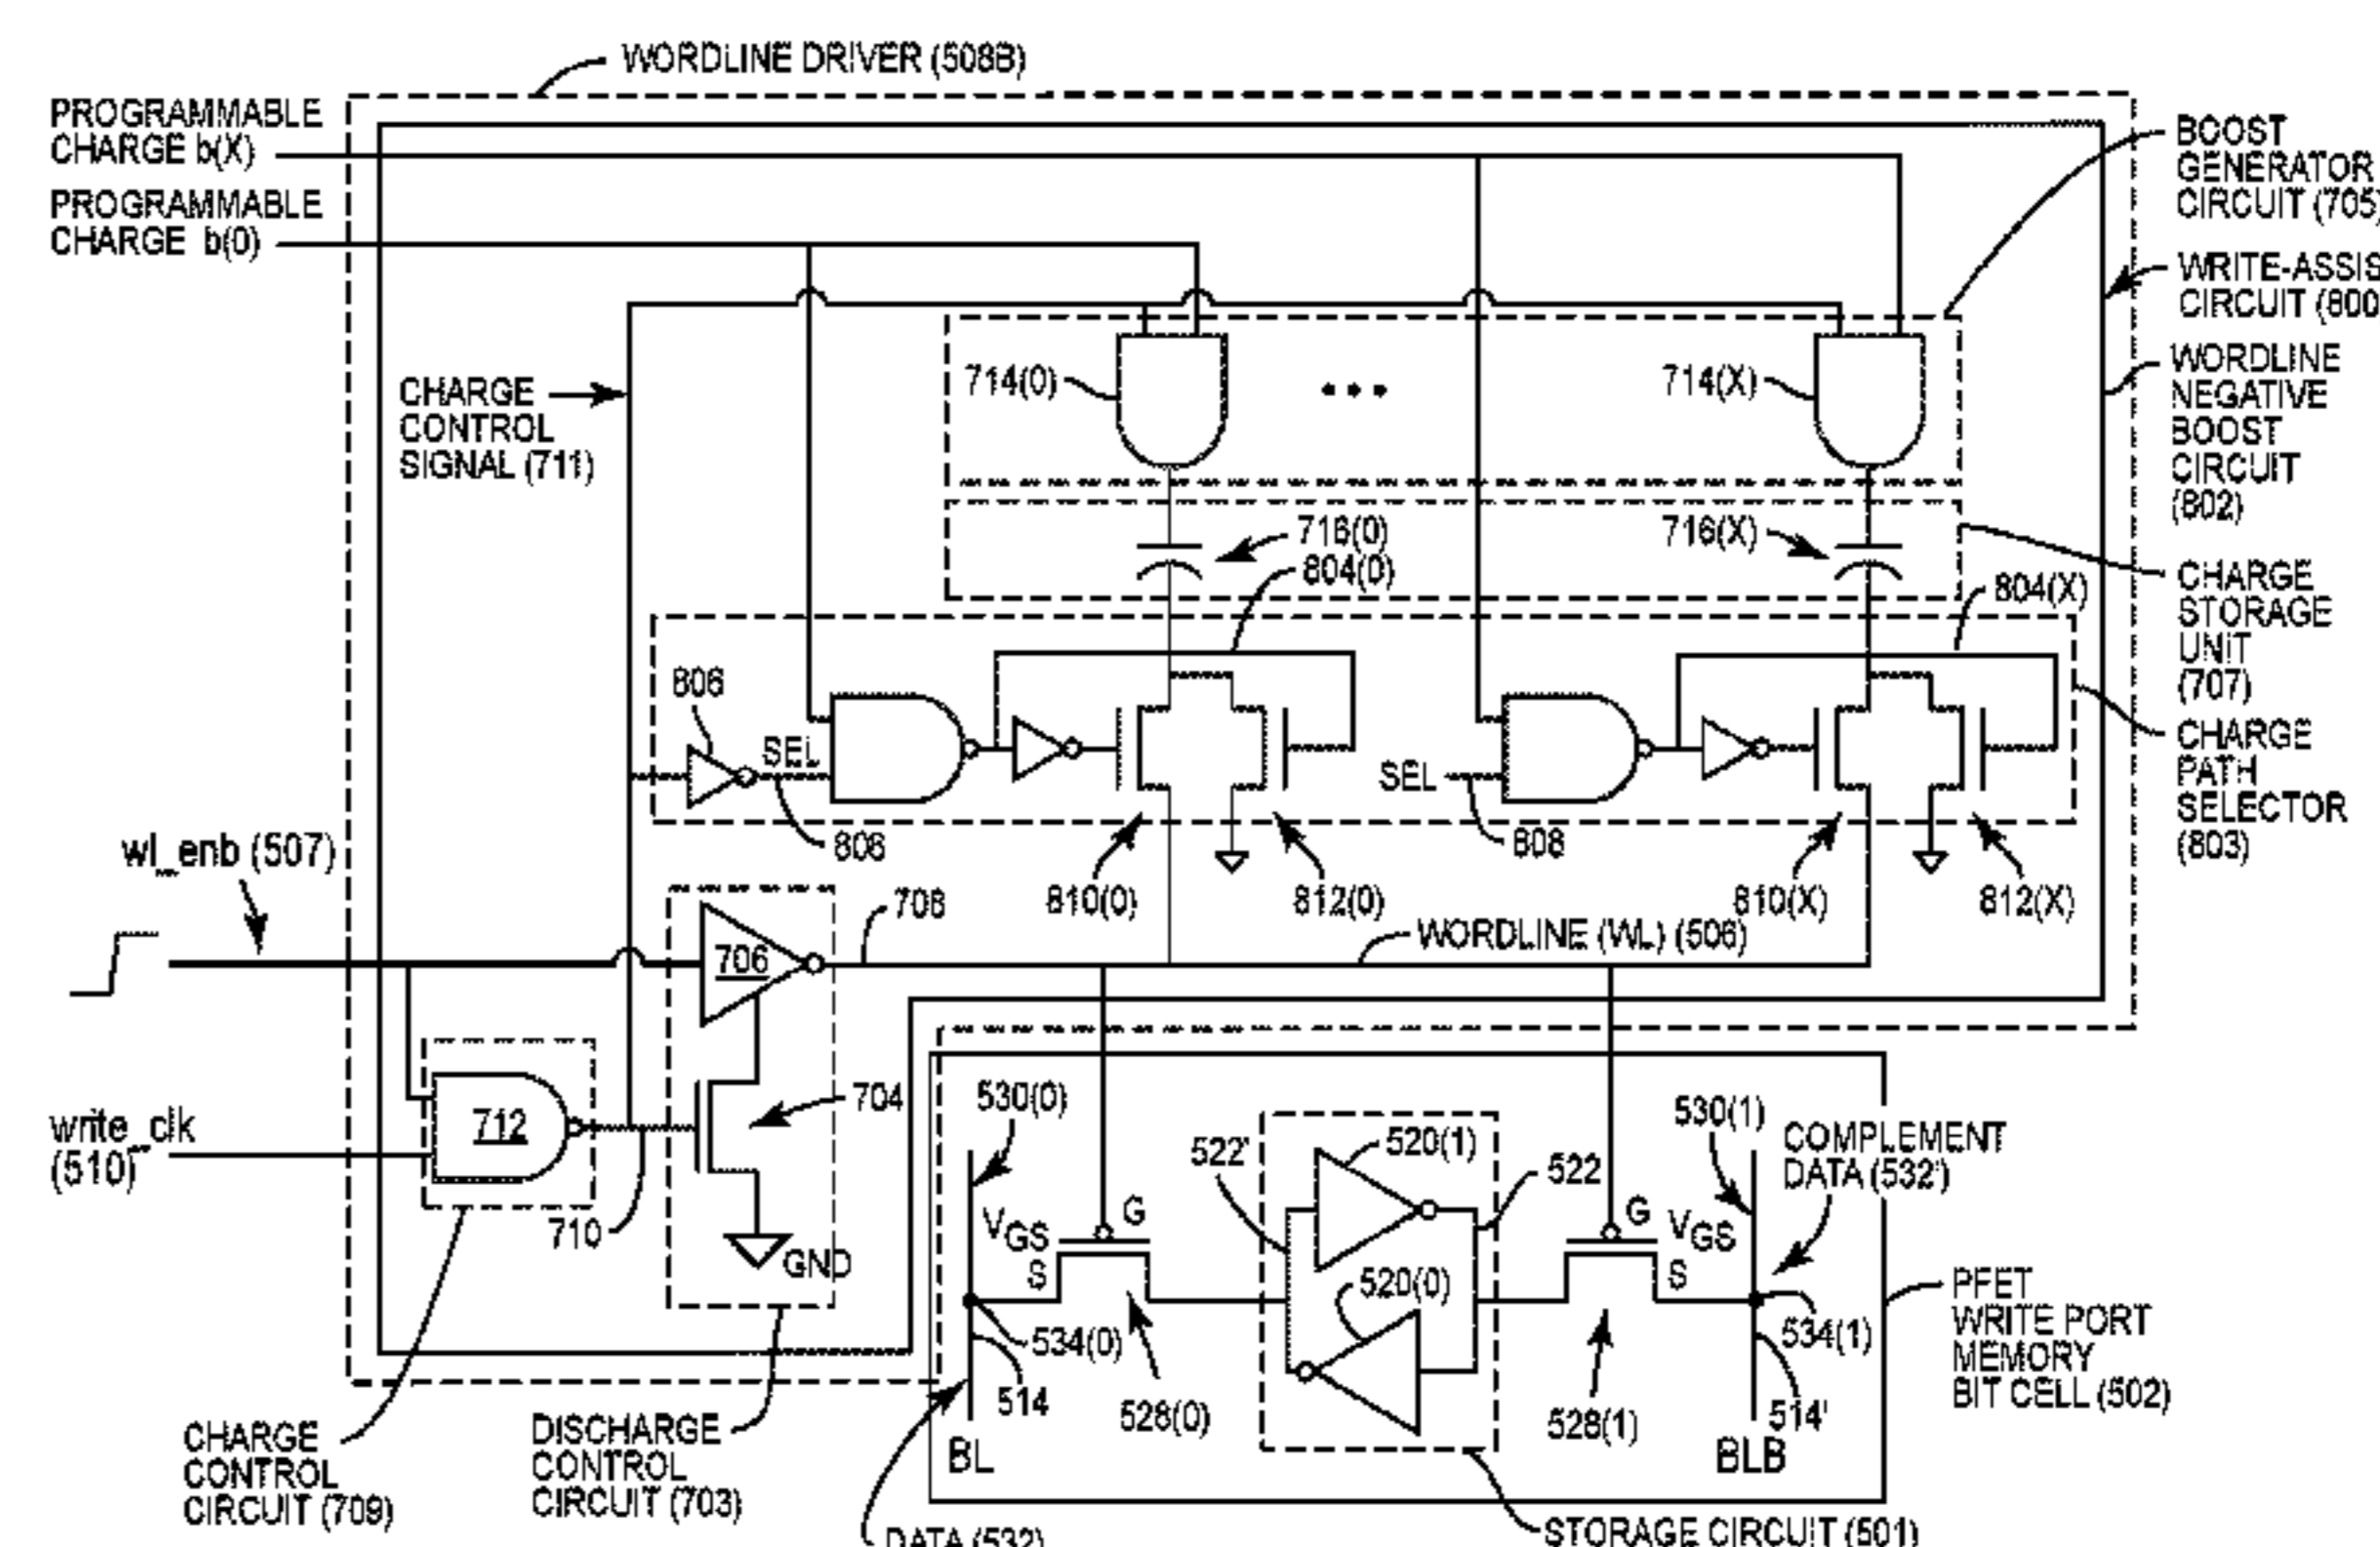 WORDLINE DRIVER (508B)
PROGRAMMABLE
CHARGE b(X)
PROGRAMMABLE
CHARGE b(0)
BOOST
GENERATOR
CIRCUIT (705)
WRITE-ASSIS
CIRCUIT (800
WORDLINE
NEGATIVE
BOOST
CIRCUIT
(802)
714(0)
• • •
714(X)
CHARGE
CONTROL
SIGNAL (711)
716(0)
716(X)
804(0)
804(X)
CHARGE
STORAGE
UNIT
(707)
806
SEL
SEL
CHARGE
PATH
SELECTOR
(803)
808
808
wl_enb (507)
810(0)
812(0)
810(X)
812(X)
706
708
WORDLINE (WL) (506)
write_clk
(510)
712
704
710
GND
530(0)
520(1)
522'
522
530(1)
COMPLEMENT
DATA (532')
VGS
G
S
G
VGS
S
520(0)
534(0)
534(1)
514
528(0)
528(1)
514'
BL
BLB
PFET
WRITE PORT
MEMORY
BIT CELL (502)
CHARGE
CONTROL
CIRCUIT (709)
DISCHARGE
CONTROL
CIRCUIT (703)
DATA (532)
STORAGE CIRCUIT (501)